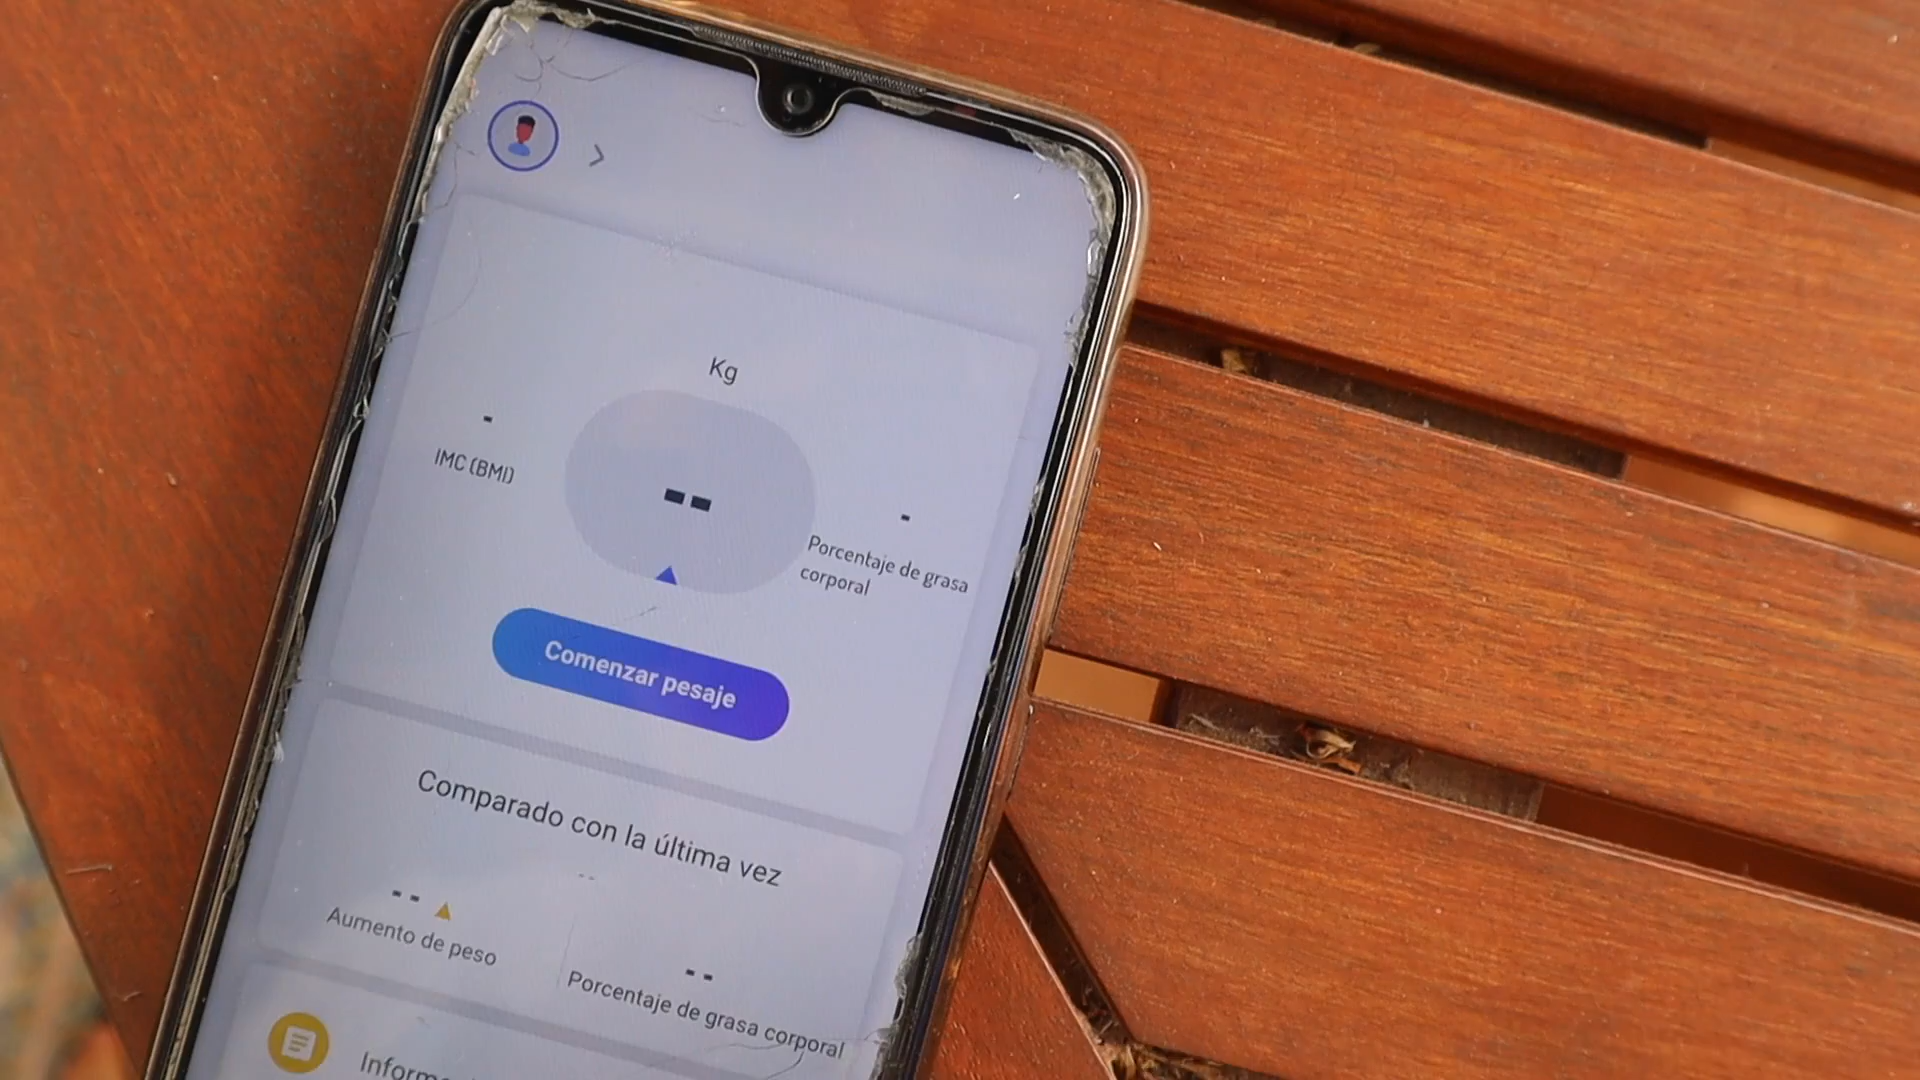 Kg
-
IMC (BMI)
--
-
Porcentaje de grasa
corporal
Comenzar pesaje
Comparado con la última vez
--
--
Aumento de peso
--
Porcentaje de grasa corporal